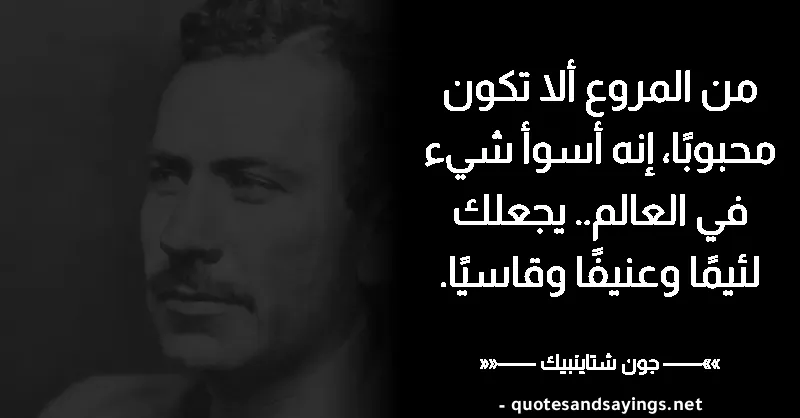 من المروع ألا تكون
محبوبًا، إنه أسوأ شيء
في العالم.. يجعلك
لئيمًا وعنيفًا وقاسيًا.
»»——— جون شتاينبيك ———««
- quotesandsayings.net